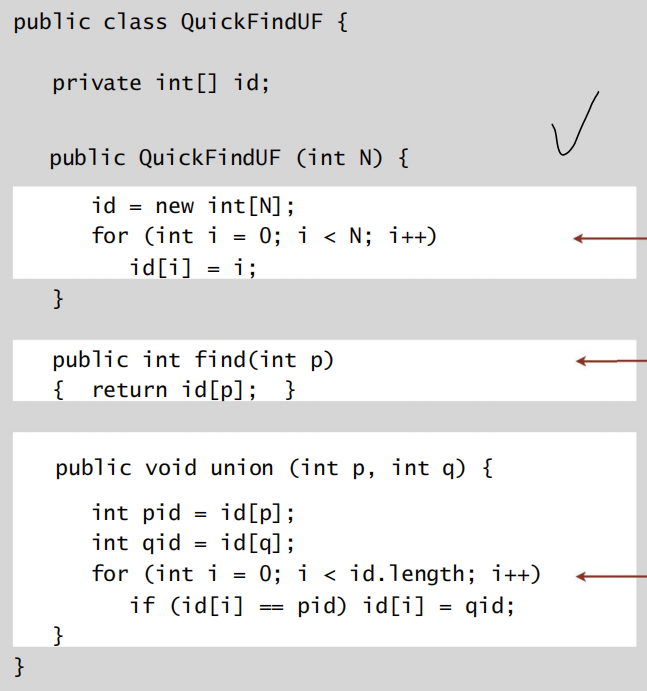 public class QuickFindUF {
private int[] id;
public QuickFindUF (int N) {
id = new int[N];
for (int i = 0; i < N; i++)
id[i] = i;
}
public int find(int p)
{ return id[p]; }
public void union (int p, int q) {
int pid = id[p];
int qid = id[q];
for (int i = 0; i < id.length; i++)
if (id[i] == pid) id[i] = qid;
}
}